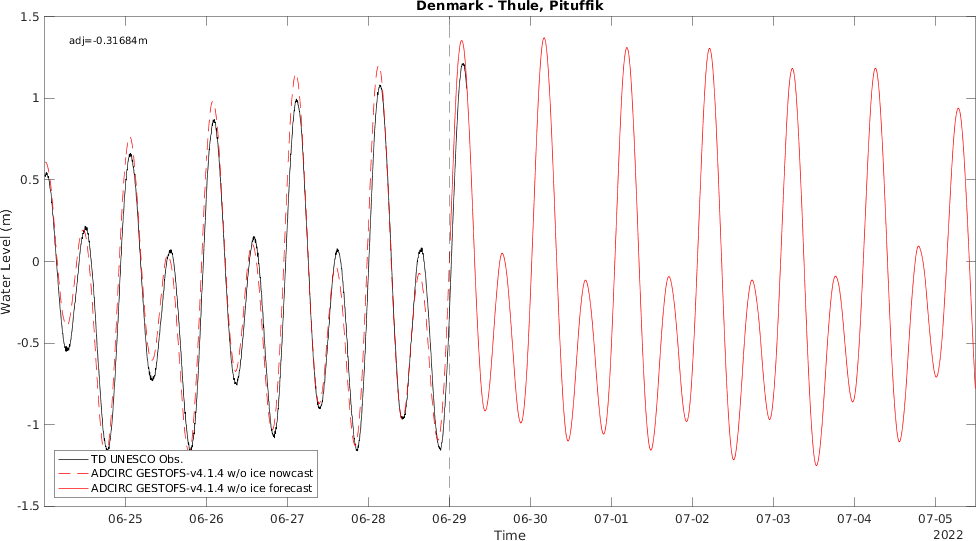 Denmark - Thule, Pituffik
adj=-0.31684m
1.5
1
0.5
0
-0.5
-1
-1.5
Water Level (m)
TD UNESCO Obs.
ADCIRC GESTOFS-v4.1.4 w/o ice nowcast
ADCIRC GESTOFS-v4.1.4 w/o ice forecast
06-25 06-26 06-27 06-28 06-29 06-30 07-01 07-02 07-03 07-04 07-05
Time
2022